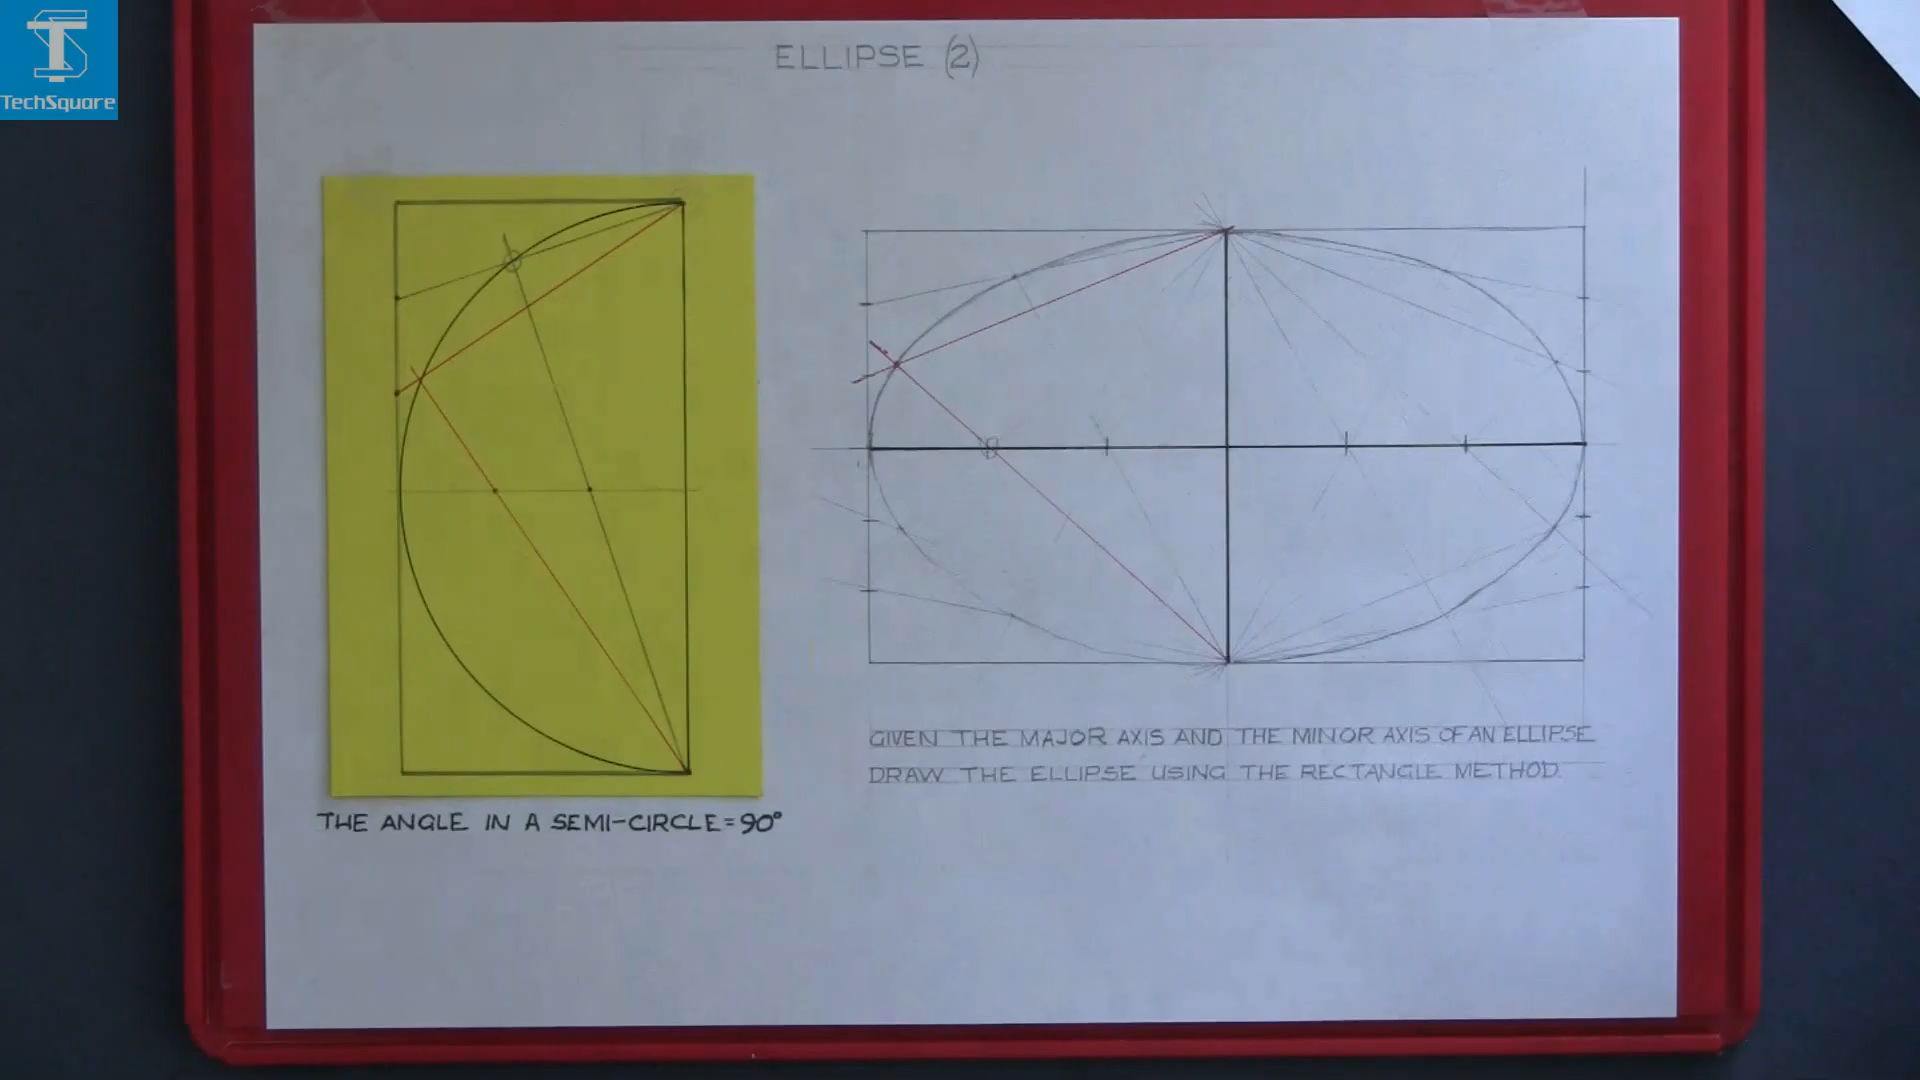 TechSquare
ELLIPSE (2)
THE ANGLE IN A SEMI-CIRCLE = 90°
GIVEN THE MAJOR AXIS AND THE MINOR AXIS OF AN ELLIPSE
DRAW THE ELLIPSE USING THE RECTANGLE METHOD.